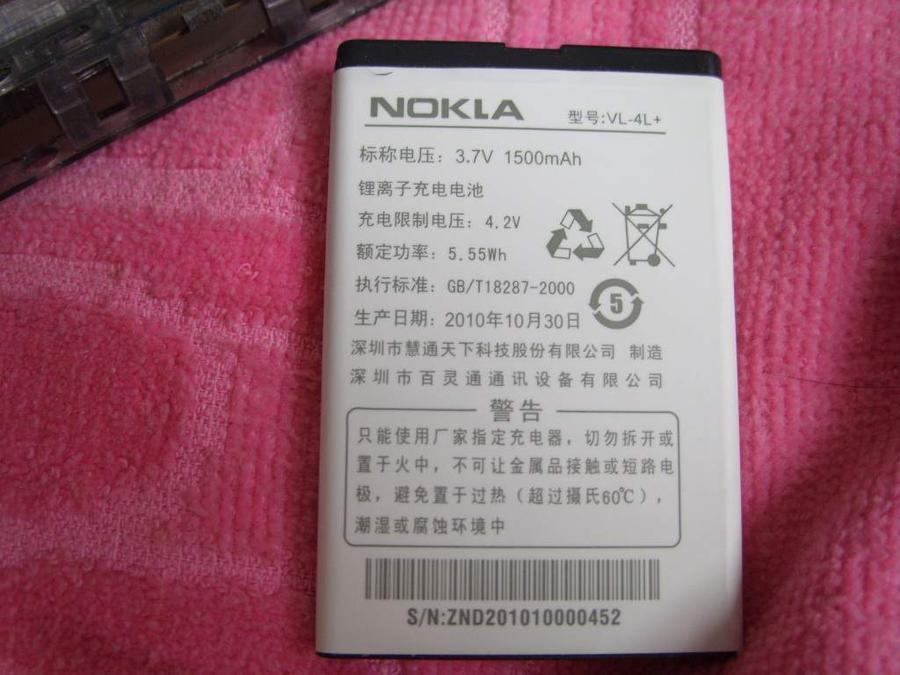 NOKLA
型号:VL-4L+
标称电压：3.7V 1500mAh
锂离子充电电池
充电限制电压：4.2V
额定功率：5.55Wh
执行标准：GB/T18287-2000
5
生产日期：2010年10月30日
深圳市慧通天下科技股份有限公司 制造
深圳市百灵通通讯设备有限公司
警告
只能使用厂家指定充电器，切勿拆开或
置于火中，不可让金属品接触或短路电
极，避免置于过热（超过摄氏60℃），
潮湿或腐蚀环境中
S/N:ZND201010000452